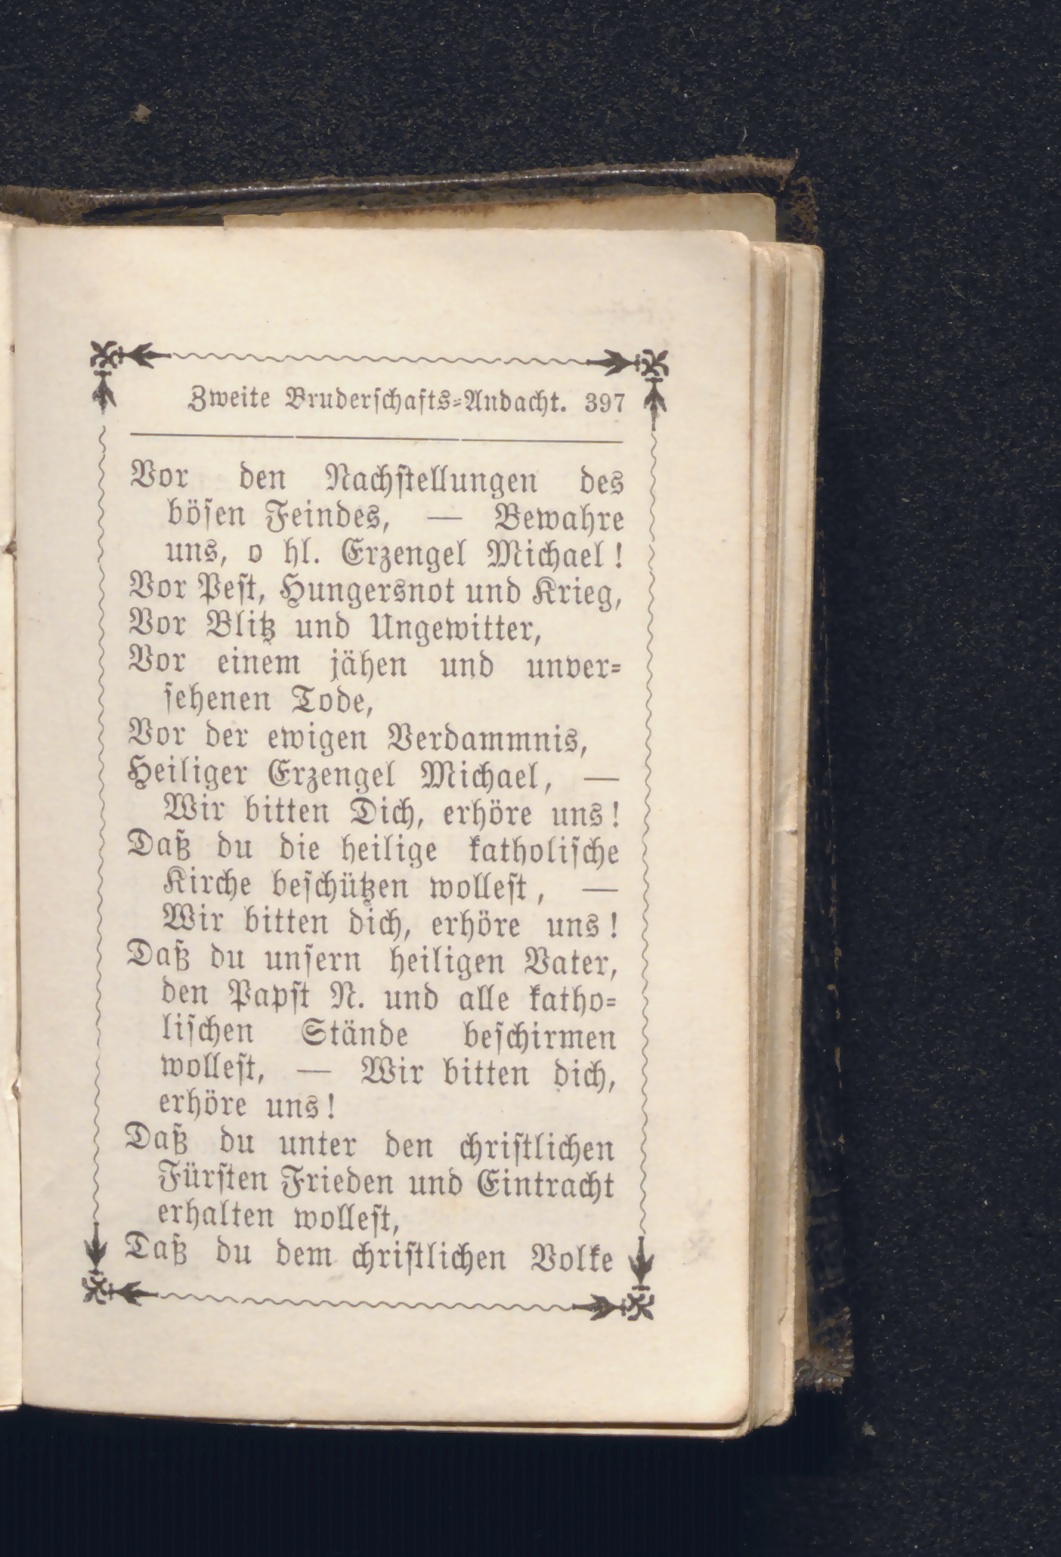 Zweite Bruderschafts-Andacht. 397
Vor den Nachstellungen des
bösen Feindes, — Bewahre
uns, o hl. Erzengel Michael!
Vor Pest, Hungersnot und Krieg,
Vor Blitz und Ungewitter,
Vor einem jähen und unver-
sehenen Tode,
Vor der ewigen Verdammnis,
Heiliger Erzengel Michael, —
Wir bitten Dich, erhöre uns!
Daß du die heilige katholische
Kirche beschützen wollest, —
Wir bitten dich, erhöre uns!
Daß du unsern heiligen Vater,
den Papst N. und alle katho-
lischen Stände beschirmen
wollest, — Wir bitten dich,
erhöre uns!
Daß du unter den christlichen
Fürsten Frieden und Eintracht
erhalten wollest,
Daß du dem christlichen Volke